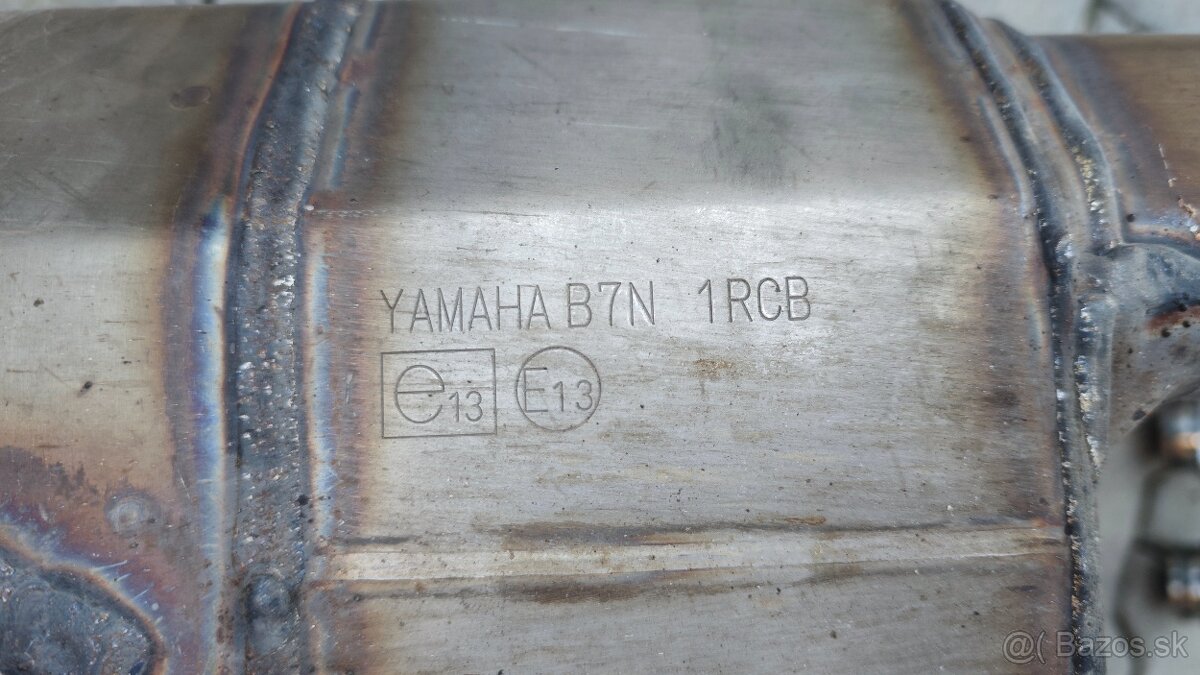 YAMAHA B7N 1RCB
e13 E13
@( Bazos.sk